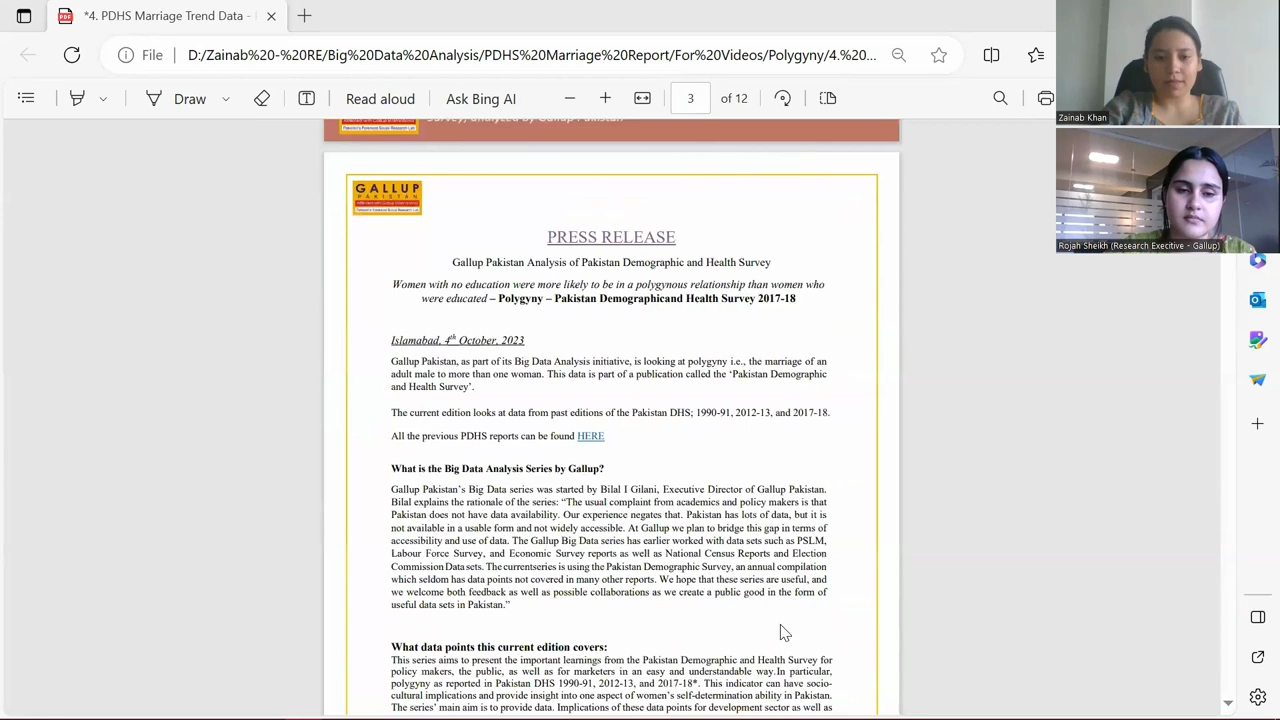 *4. PDHS Marriage Trend Data -
File
D:/Zainab%20-%20RE/Big%20Data%20Analysis/PDHS%20Marriage%20Report/For%20Videos/Polygyny/4.%20...
Draw
Read aloud
Ask Bing AI
3
of 12
Zainab Khan
Rojah Sheikh (Research Execitive - Gallup)
Survey, analyzed by Gallup Pakistan
GALLUP
PAKISTAN
Pakistan's Foremost Social Research Lab
PRESS RELEASE
Gallup Pakistan Analysis of Pakistan Demographic and Health Survey
Women with no education were more likely to be in a polygynous relationship than women who
were educated – Polygyny – Pakistan Demographicand Health Survey 2017-18
Islamabad, 4th October, 2023
Gallup Pakistan, as part of its Big Data Analysis initiative, is looking at polygyny i.e., the marriage of an
adult male to more than one woman. This data is part of a publication called the ‘Pakistan Demographic
and Health Survey’.
The current edition looks at data from past editions of the Pakistan DHS; 1990-91, 2012-13, and 2017-18.
All the previous PDHS reports can be found HERE
What is the Big Data Analysis Series by Gallup?
Gallup Pakistan’s Big Data series was started by Bilal I Gilani, Executive Director of Gallup Pakistan.
Bilal explains the rationale of the series: “The usual complaint from academics and policy makers is that
Pakistan does not have data availability. Our experience negates that. Pakistan has lots of data, but it is
not available in a usable form and not widely accessible. At Gallup we plan to bridge this gap in terms of
accessibility and use of data. The Gallup Big Data series has earlier worked with data sets such as PSLM,
Labour Force Survey, and Economic Survey reports as well as National Census Reports and Election
Commission Data sets. The currentseries is using the Pakistan Demographic Survey, an annual compilation
which seldom has data points not covered in many other reports. We hope that these series are useful, and
we welcome both feedback as well as possible collaborations as we create a public good in the form of
useful data sets in Pakistan.”
What data points this current edition covers:
This series aims to present the important learnings from the Pakistan Demographic and Health Survey for
policy makers, the public, as well as for marketers in an easy and understandable way.In particular,
polygyny as reported in Pakistan DHS 1990-91, 2012-13, and 2017-18*. This indicator can have socio-
cultural implications and provide insight into one aspect of women’s self-determination ability in Pakistan.
The series’ main aim is to provide data. Implications of these data points for development sector as well as